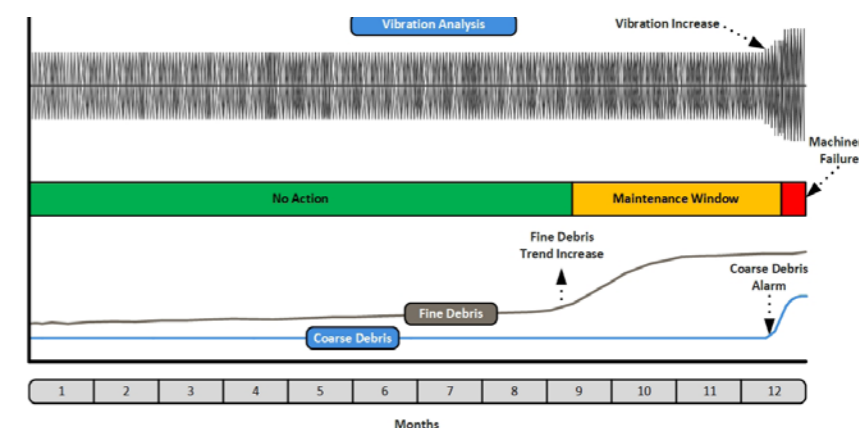 Vibration Analysis
Vibration Increase
Machine
Failure
No Action
Maintenance Window
Fine Debris
Trend Increase
Coarse Debris
Alarm
Fine Debris
Coarse Debris
1 2 3 4 5 6 7 8 9 10 11 12
Months